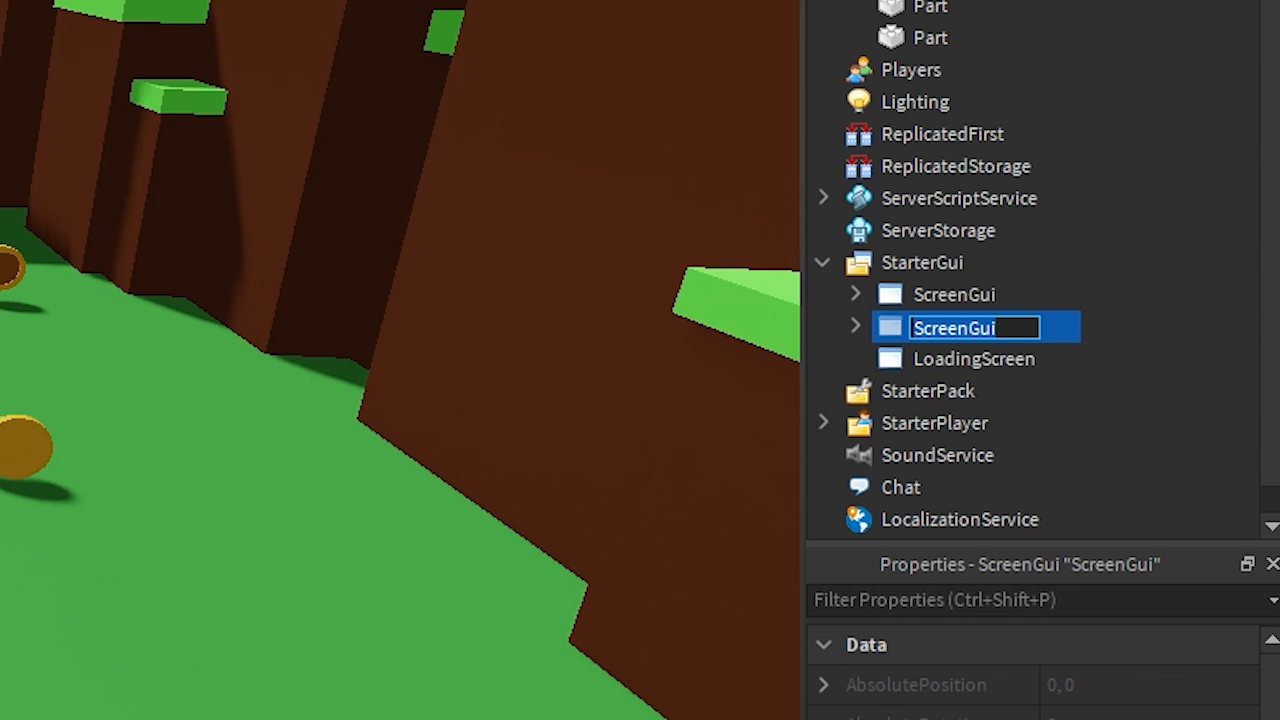 Part
Part
Players
Lighting
ReplicatedFirst
ReplicatedStorage
ServerScriptService
ServerStorage
StarterGui
ScreenGui
ScreenGui
LoadingScreen
StarterPack
StarterPlayer
SoundService
Chat
LocalizationService
Properties - ScreenGui "ScreenGui"
Filter Properties (Ctrl+Shift+P)
Data
AbsolutePosition 0, 0